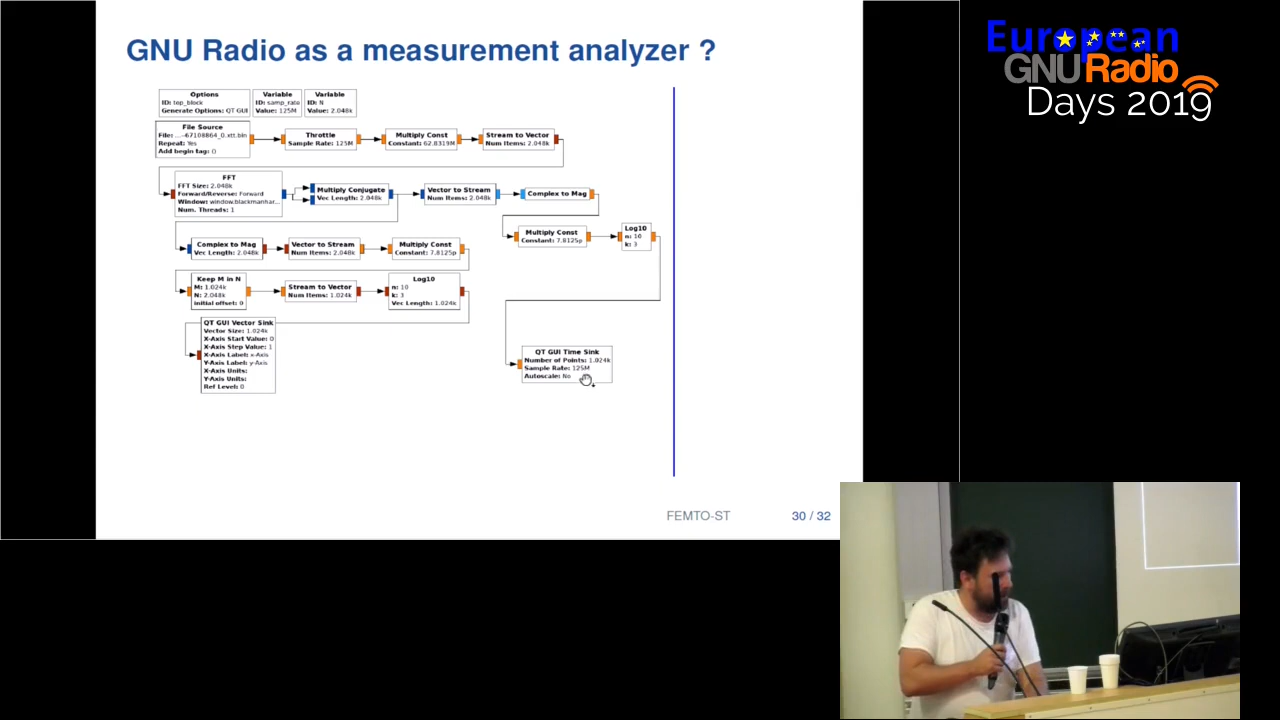 GNU Radio as a measurement analyzer ?
European
GNURadio
Days 2019
Options
ID: top_block
Generate Options: QT GUI
Variable
ID: samp_rate
Value: 125M
Variable
ID: N
Value: 2.048k
File Source
File: ...-67108864_0.xtt.bin
Repeat: Yes
Add begin tag: ()
Throttle
Sample Rate: 125M
Multiply Const
Constant: 62.8319M
Stream to Vector
Num Items: 2.048k
FFT
FFT Size: 2.048k
Forward/Reverse: Forward
Window: window.blackmanhar...
Num. Threads: 1
Multiply Conjugate
Vec Length: 2.048k
Vector to Stream
Num Items: 2.048k
Complex to Mag
Multiply Const
Constant: 7.8125p
Log10
n: 10
k: 3
Complex to Mag
Vec Length: 2.048k
Vector to Stream
Num Items: 2.048k
Multiply Const
Constant: 7.8125p
Keep M in N
M: 1.024k
N: 2.048k
initial offset: 0
Stream to Vector
Num Items: 1.024k
Log10
n: 10
k: 3
Vec Length: 1.024k
QT GUI Vector Sink
Vector Size: 1.024k
X-Axis Start Value: 0
X-Axis Step Value: 1
X-Axis Label: x-Axis
Y-Axis Label: y-Axis
X-Axis Units:
Y-Axis Units:
Ref Level: 0
QT GUI Time Sink
Number of Points: 1.024k
Sample Rate: 125M
Autoscale: No
FEMTO-ST
30 / 32